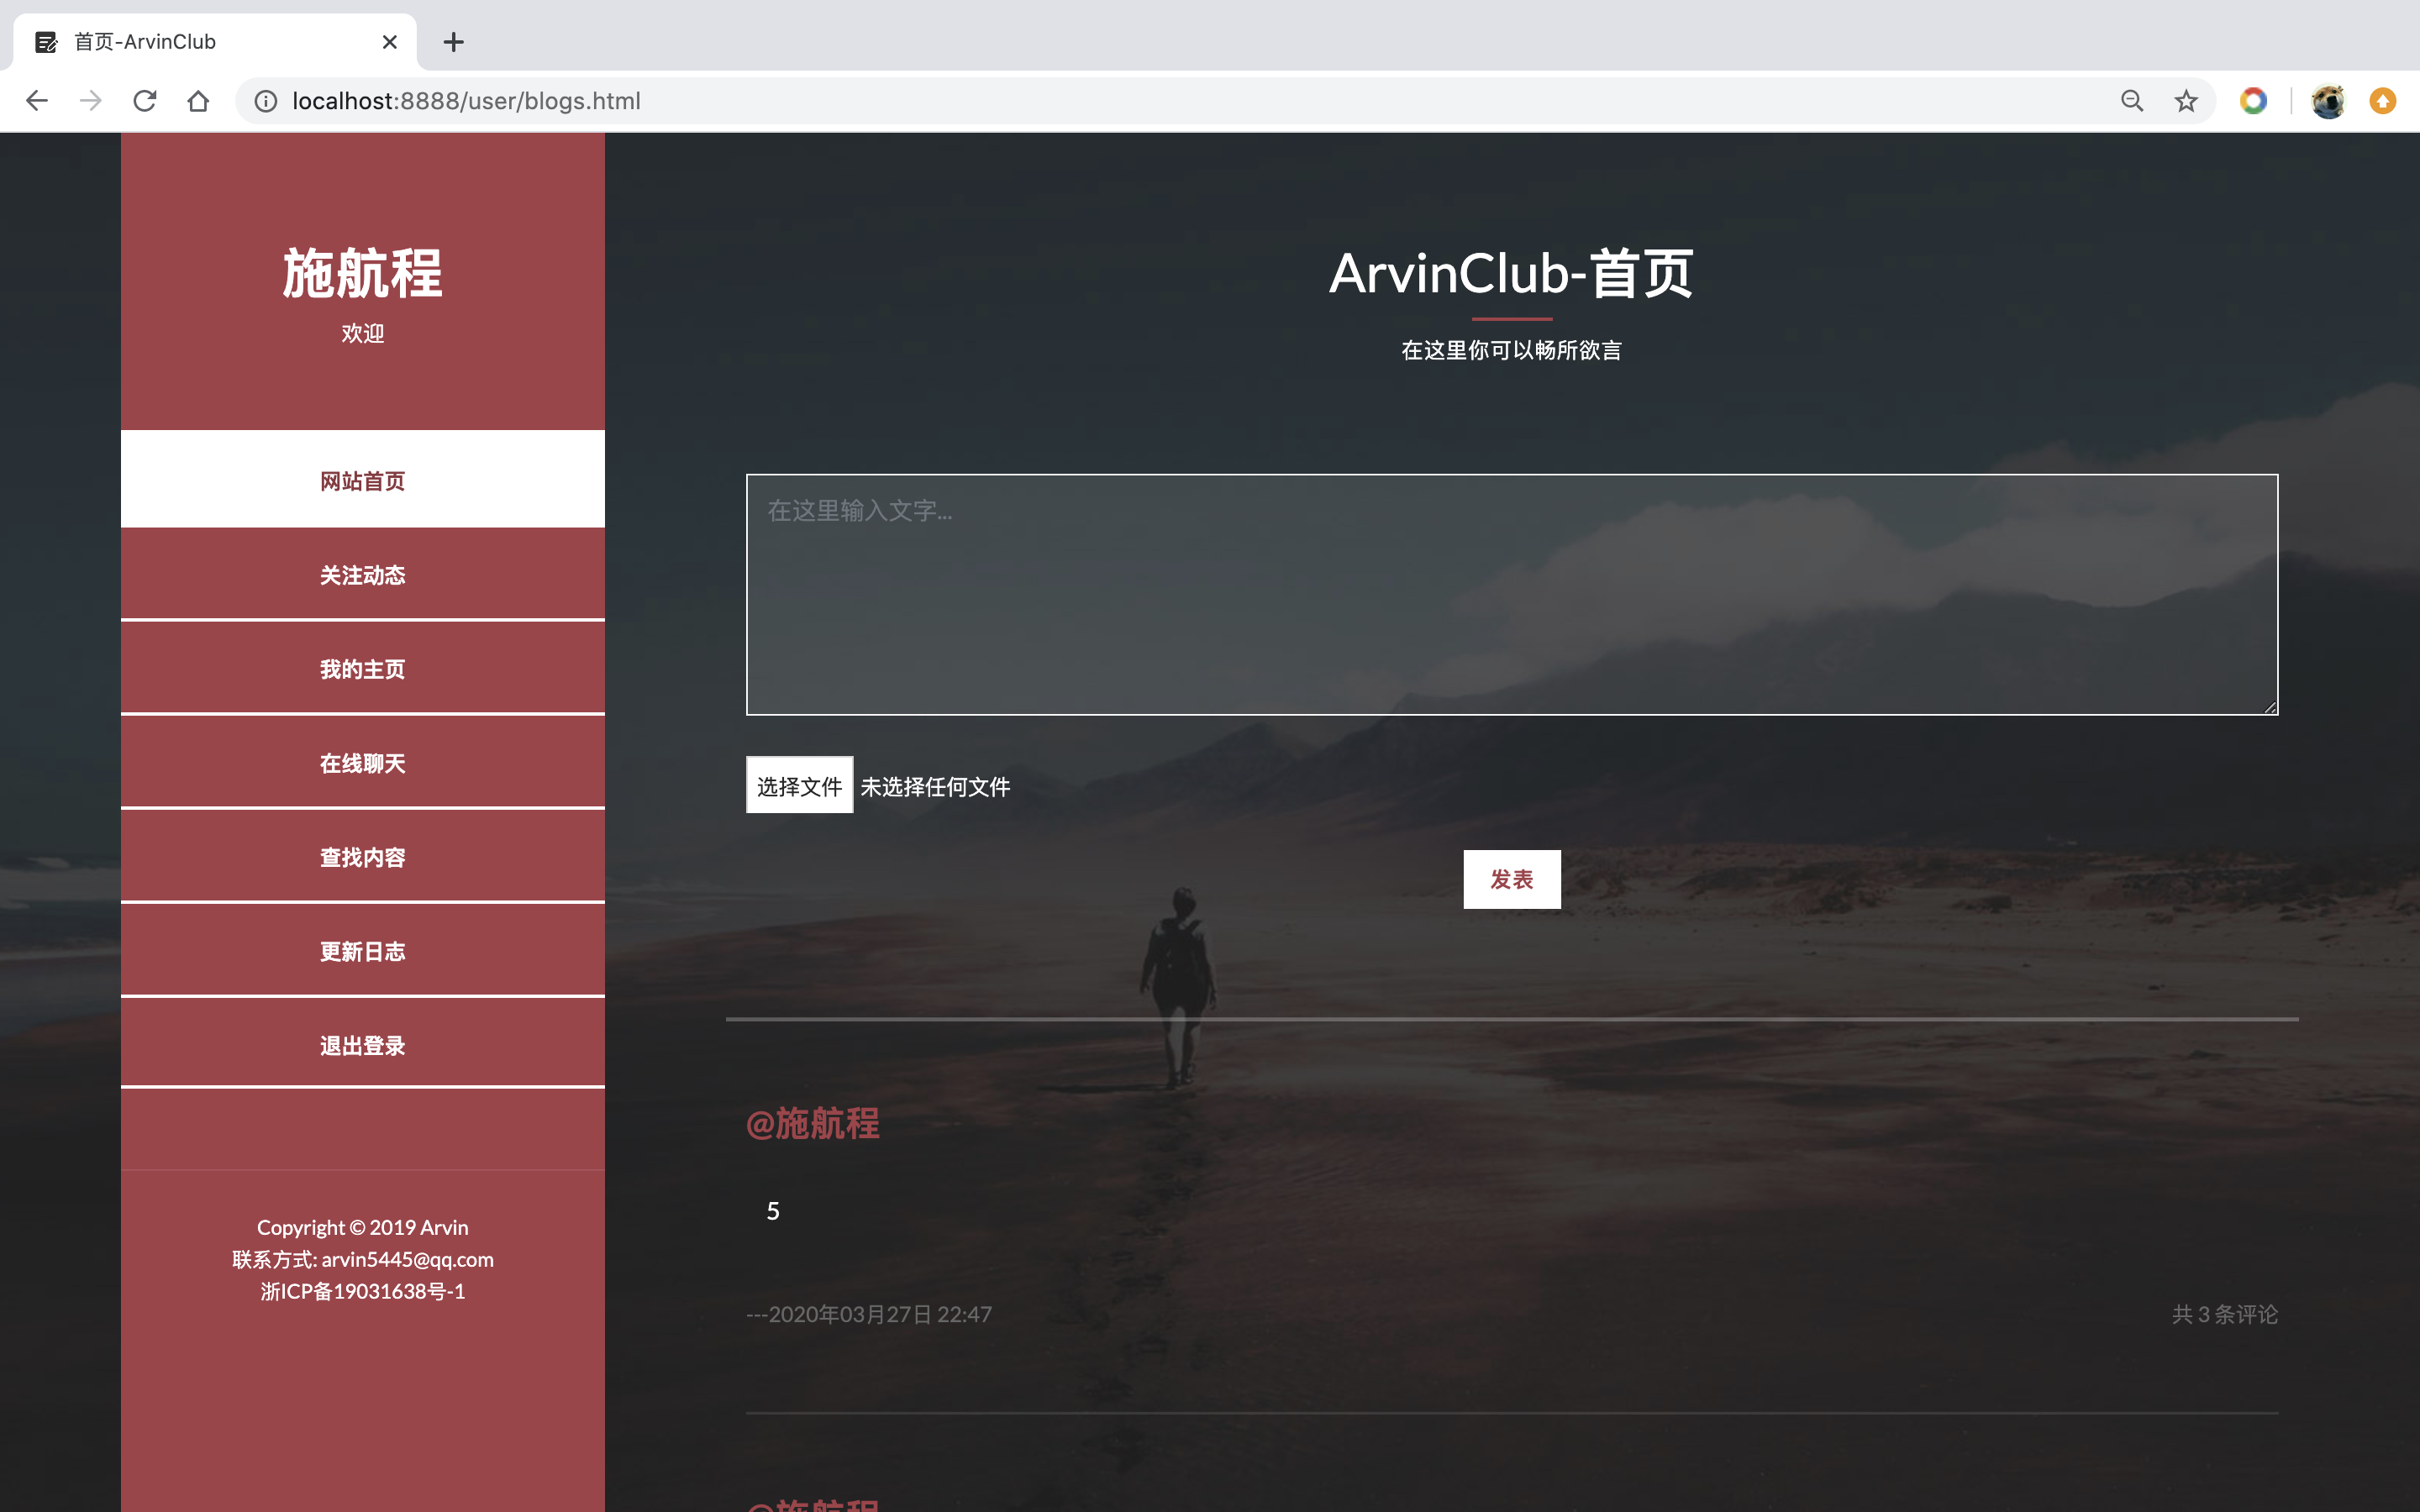 首页-ArvinClub
localhost:8888/user/blogs.html
施航程
欢迎
网站首页
关注动态
我的主页
在线聊天
查找内容
更新日志
退出登录
Copyright © 2019 Arvin
联系方式: arvin5445@qq.com
浙ICP备19031638号-1
ArvinClub-首页
在这里你可以畅所欲言
在这里输入文字...
选择文件 未选择任何文件
发表
@施航程
5
---2020年03月27日 22:47
共 3 条评论
@施航程